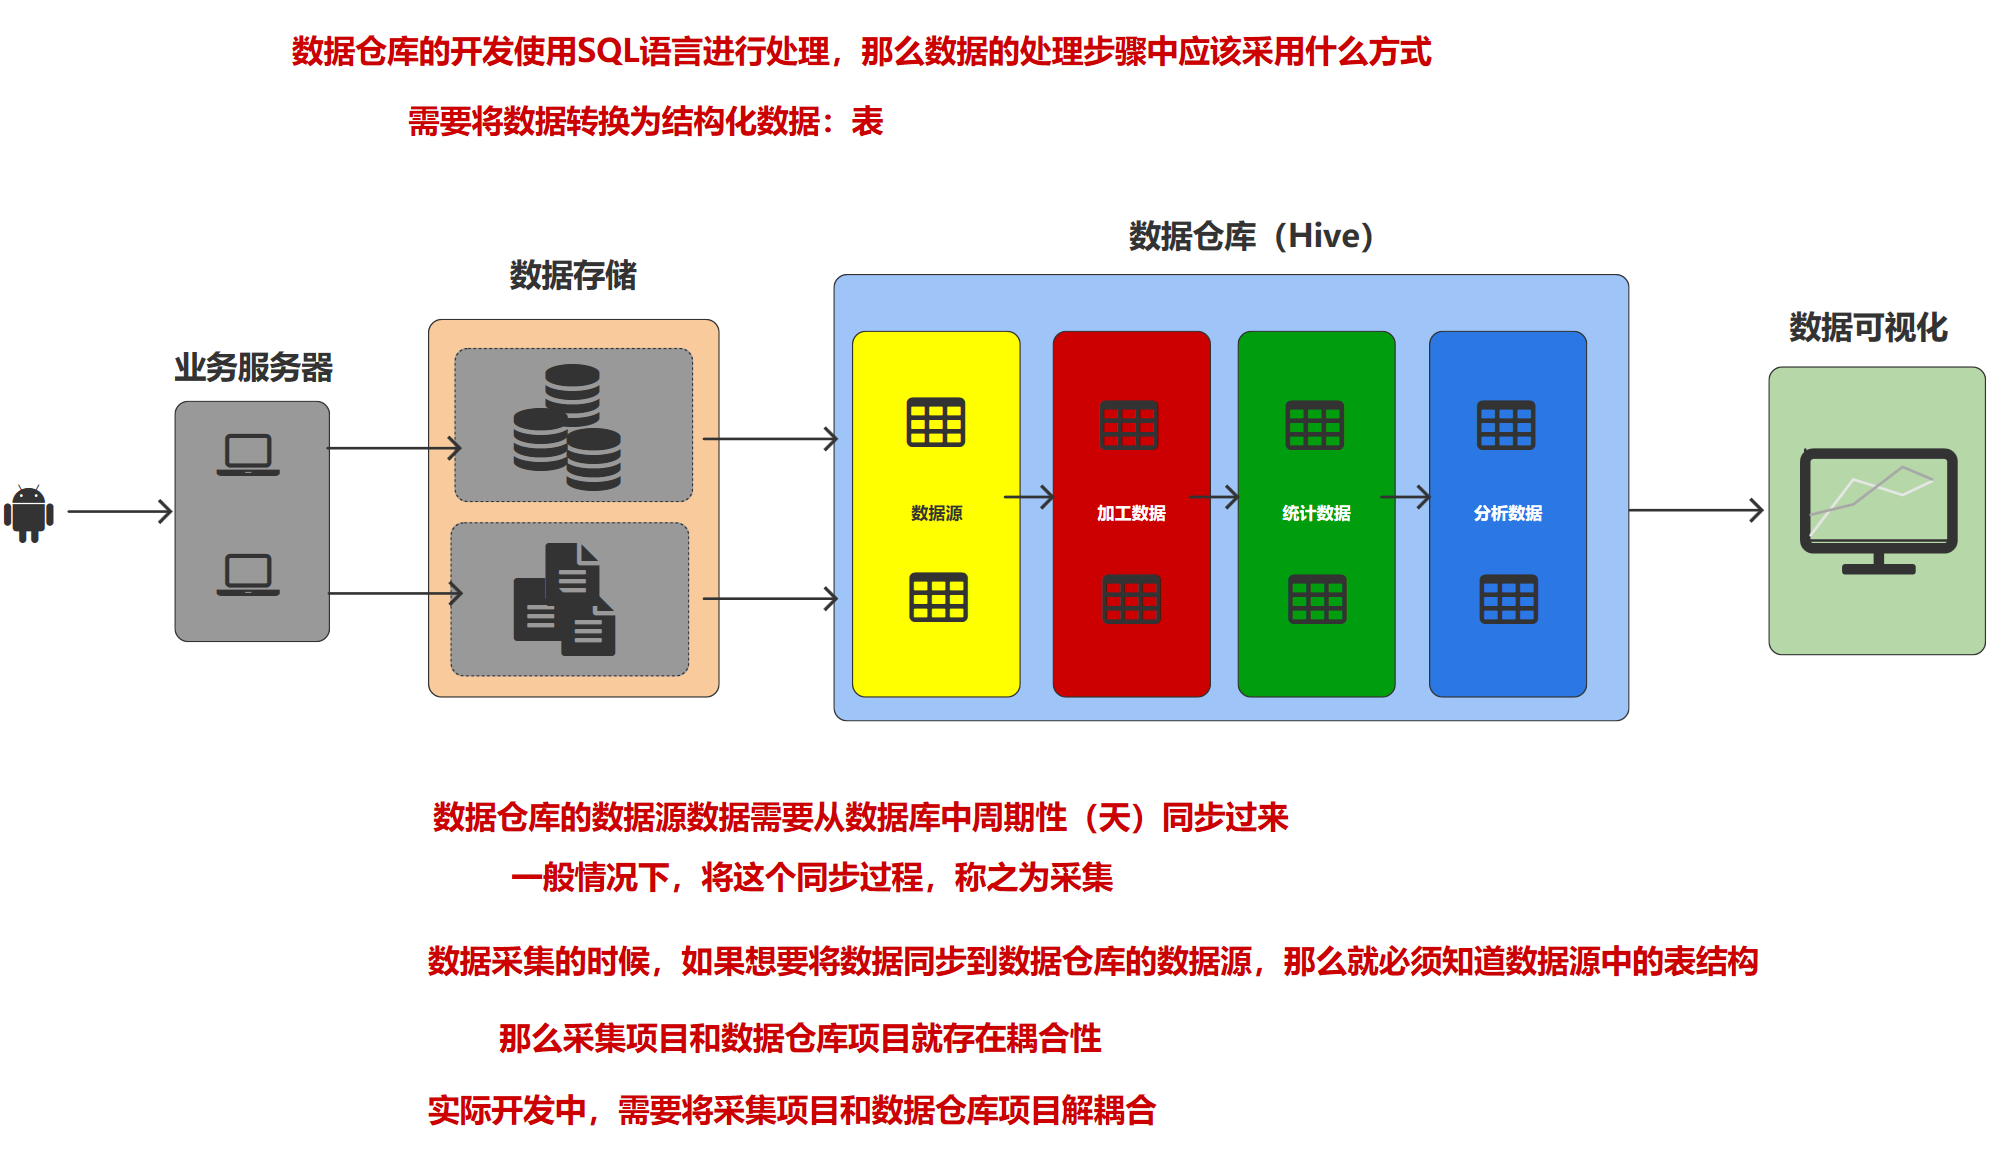 数据仓库的开发使用SQL语言进行处理，那么数据的处理步骤中应该采用什么方式
需要将数据转换为结构化数据：表
数据仓库（Hive）
数据存储
数据可视化
业务服务器
数据源
加工数据
统计数据
分析数据
数据仓库的数据源数据需要从数据库中周期性（天）同步过来
一般情况下，将这个同步过程，称之为采集
数据采集的时候，如果想要将数据同步到数据仓库的数据源，那么就必须知道数据源中的表结构
那么采集项目和数据仓库项目就存在耦合性
实际开发中，需要将采集项目和数据仓库项目解耦合